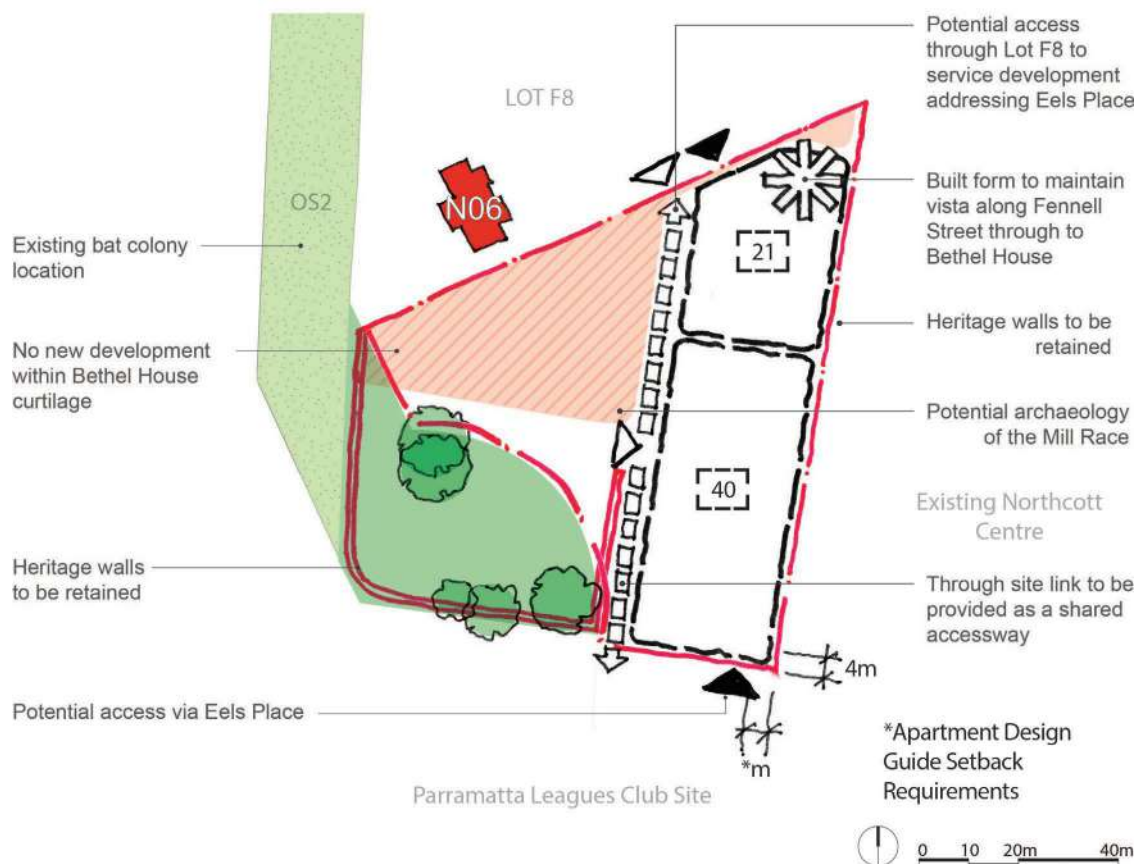 Potential access
through Lot F8 to
service development
addressing Eels Place
LOT F8
Built form to maintain
vista along Fennell
Street through to
Bethel House
N06
OS2
Existing bat colony
location
21
Heritage walls to be
retained
No new development
within Bethel House
curtilage
Potential archaeology
of the Mill Race
40
Existing Northcott
Centre
Heritage walls
to be retained
Through site link to be
provided as a shared
accessway
4m
Potential access via Eels Place
*m
*Apartment Design
Guide Setback
Requirements
Parramatta Leagues Club Site
0 10 20m 40m